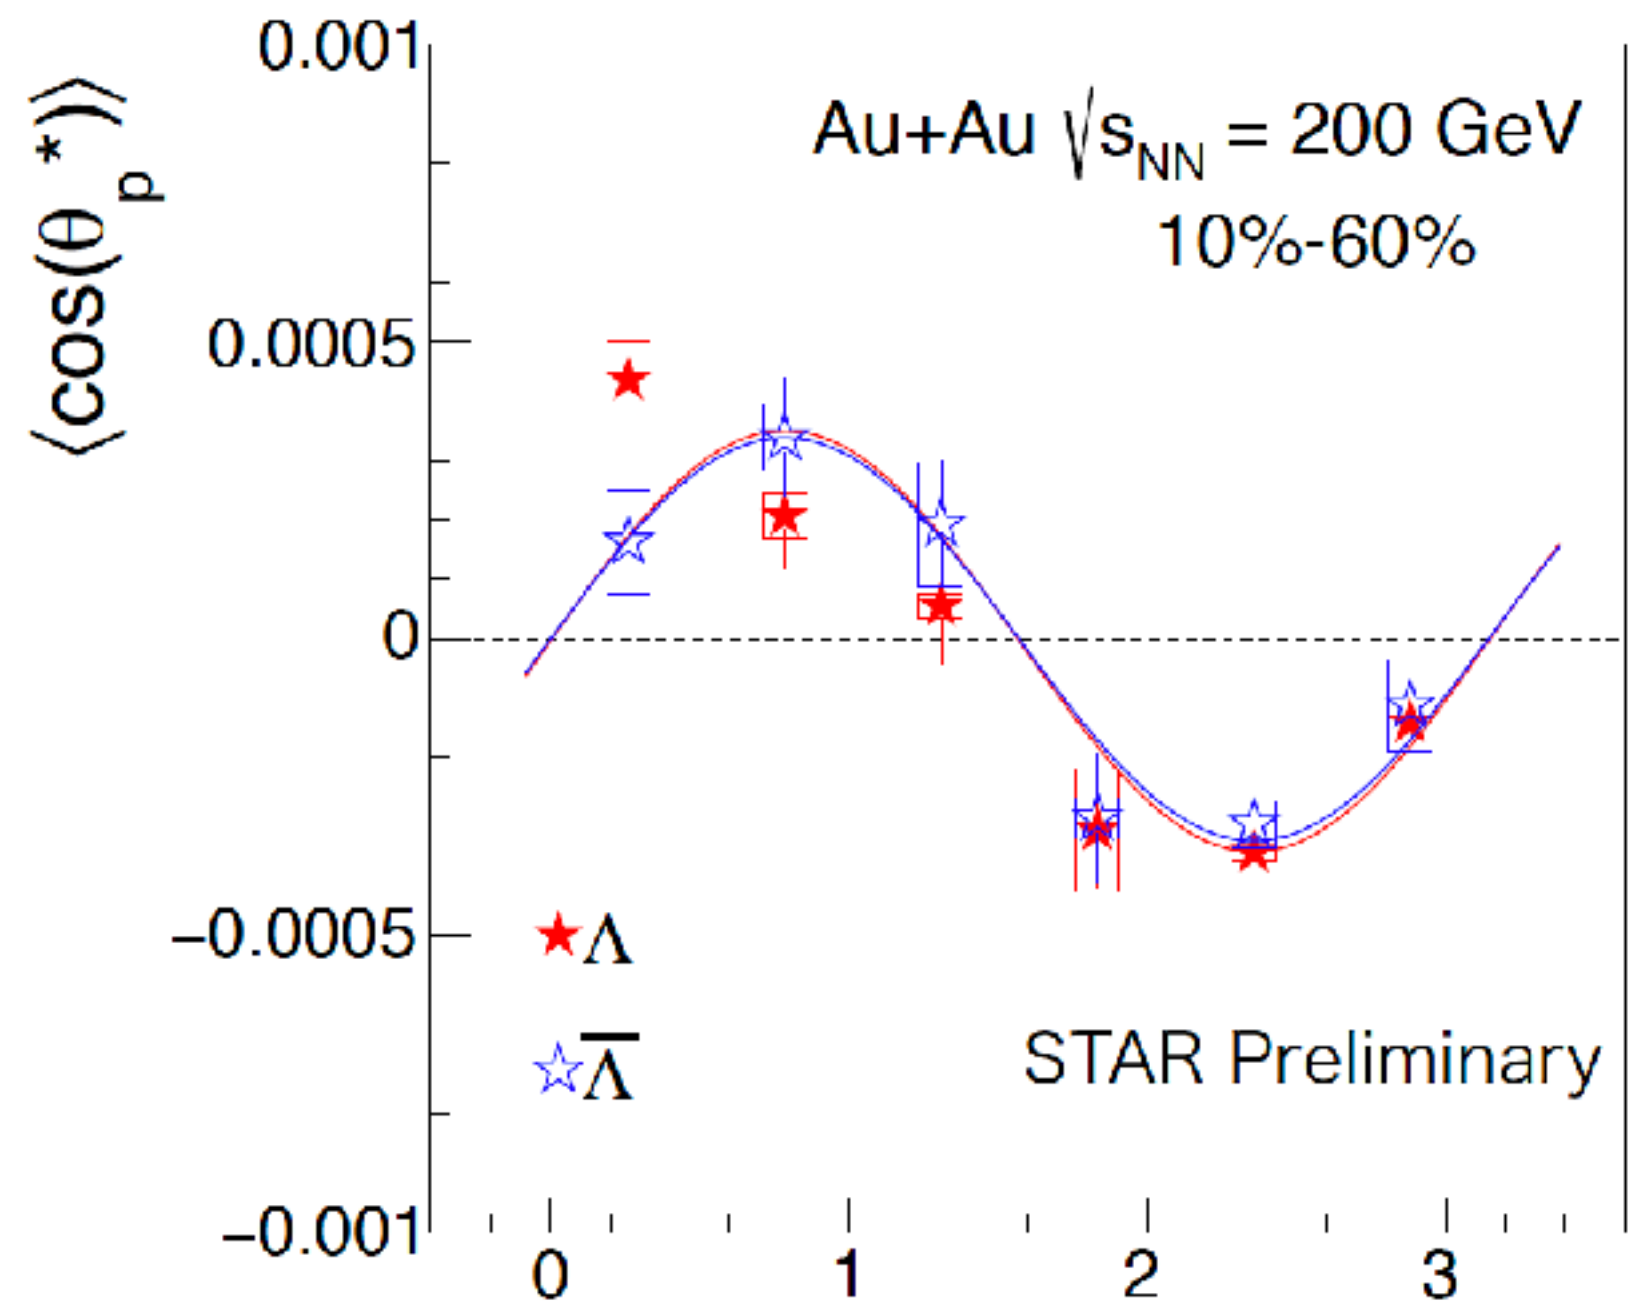 0.001
⟨cos(θp*)⟩
Au+Au √sNN = 200 GeV
10%-60%
0.0005
0
−0.0005
Λ
Λ̅
STAR Preliminary
−0.001
0 1 2 3